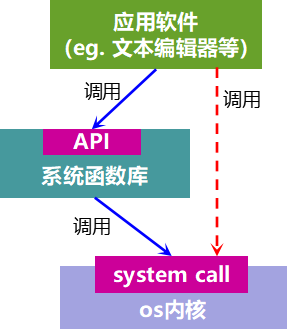 应用软件
(eg. 文本编辑器等)
调用
调用
API
系统函数库
调用
system call
os内核